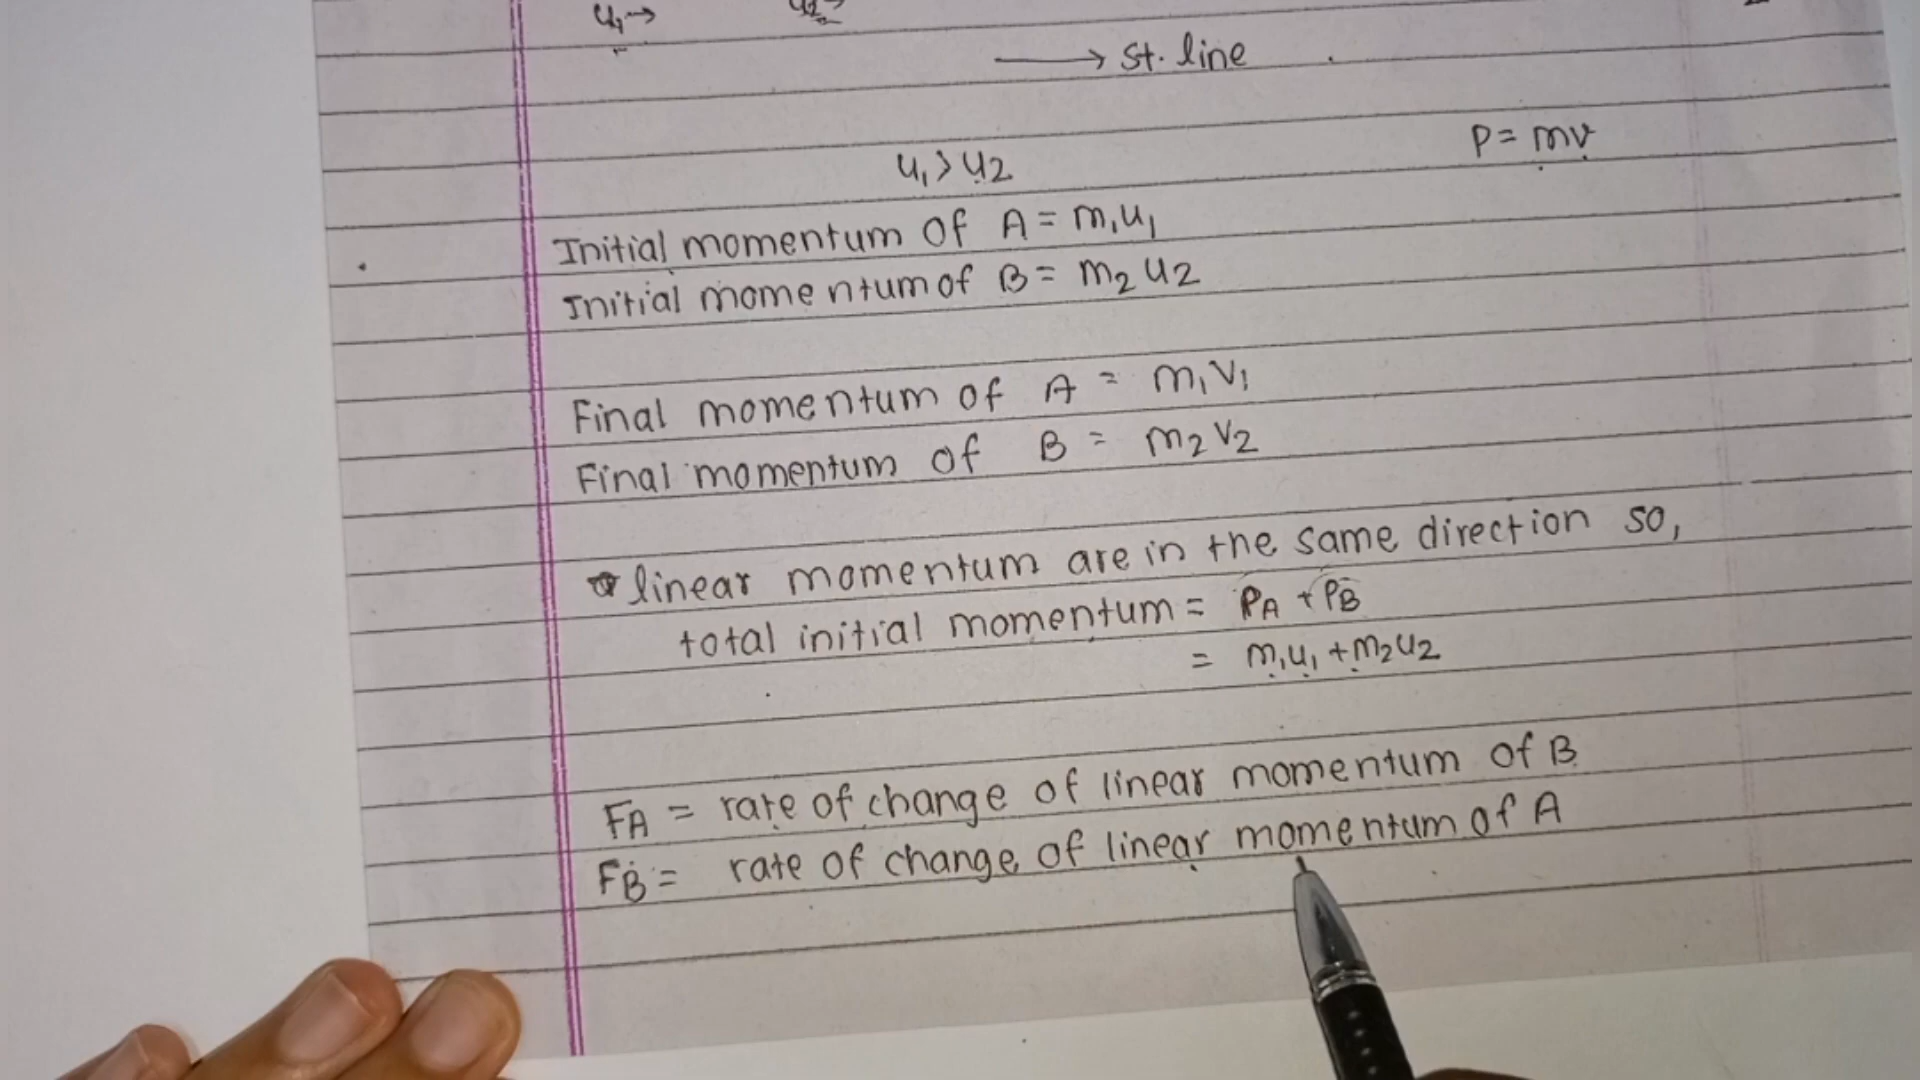 u₁→ u₂→
→ St. line
P = mv
u₁ > u₂
Initial momentum of A = m₁u₁
Initial momentum of B = m₂u₂
Final momentum of A = m₁v₁
Final momentum of B = m₂v₂
linear momentum are in the same direction so,
total initial momentum = PA + PB
= m₁u₁ + m₂u₂
FA = rate of change of linear momentum of B
FB = rate of change of linear momentum of A